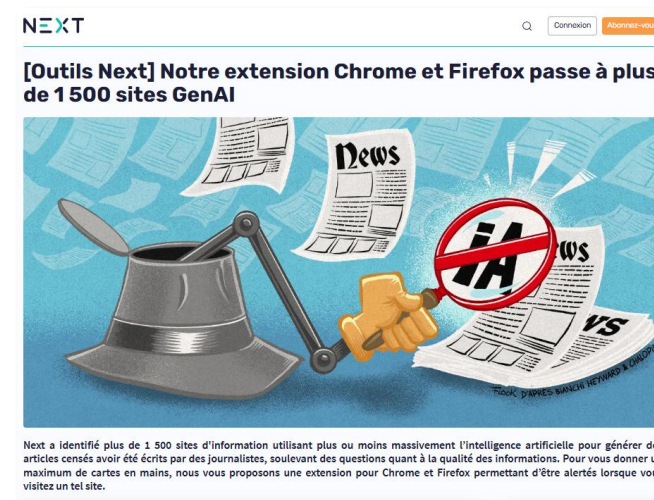 NEXT
Connexion
Abonnez-vou
[Outils Next] Notre extension Chrome et Firefox passe à plus
de 1 500 sites GenAI
News
iA
ws
WS
Flock D'APRÈS BIANCHI HEYWARD & CHALOP
Next a identifié plus de 1 500 sites d'information utilisant plus ou moins massivement l'intelligence artificielle pour générer de
articles censés avoir été écrits par des journalistes, soulevant des questions quant à la qualité des informations. Pour vous donner u
maximum de cartes en mains, nous vous proposons une extension pour Chrome et Firefox permettant d'être alertés lorsque vou
visitez un tel site.